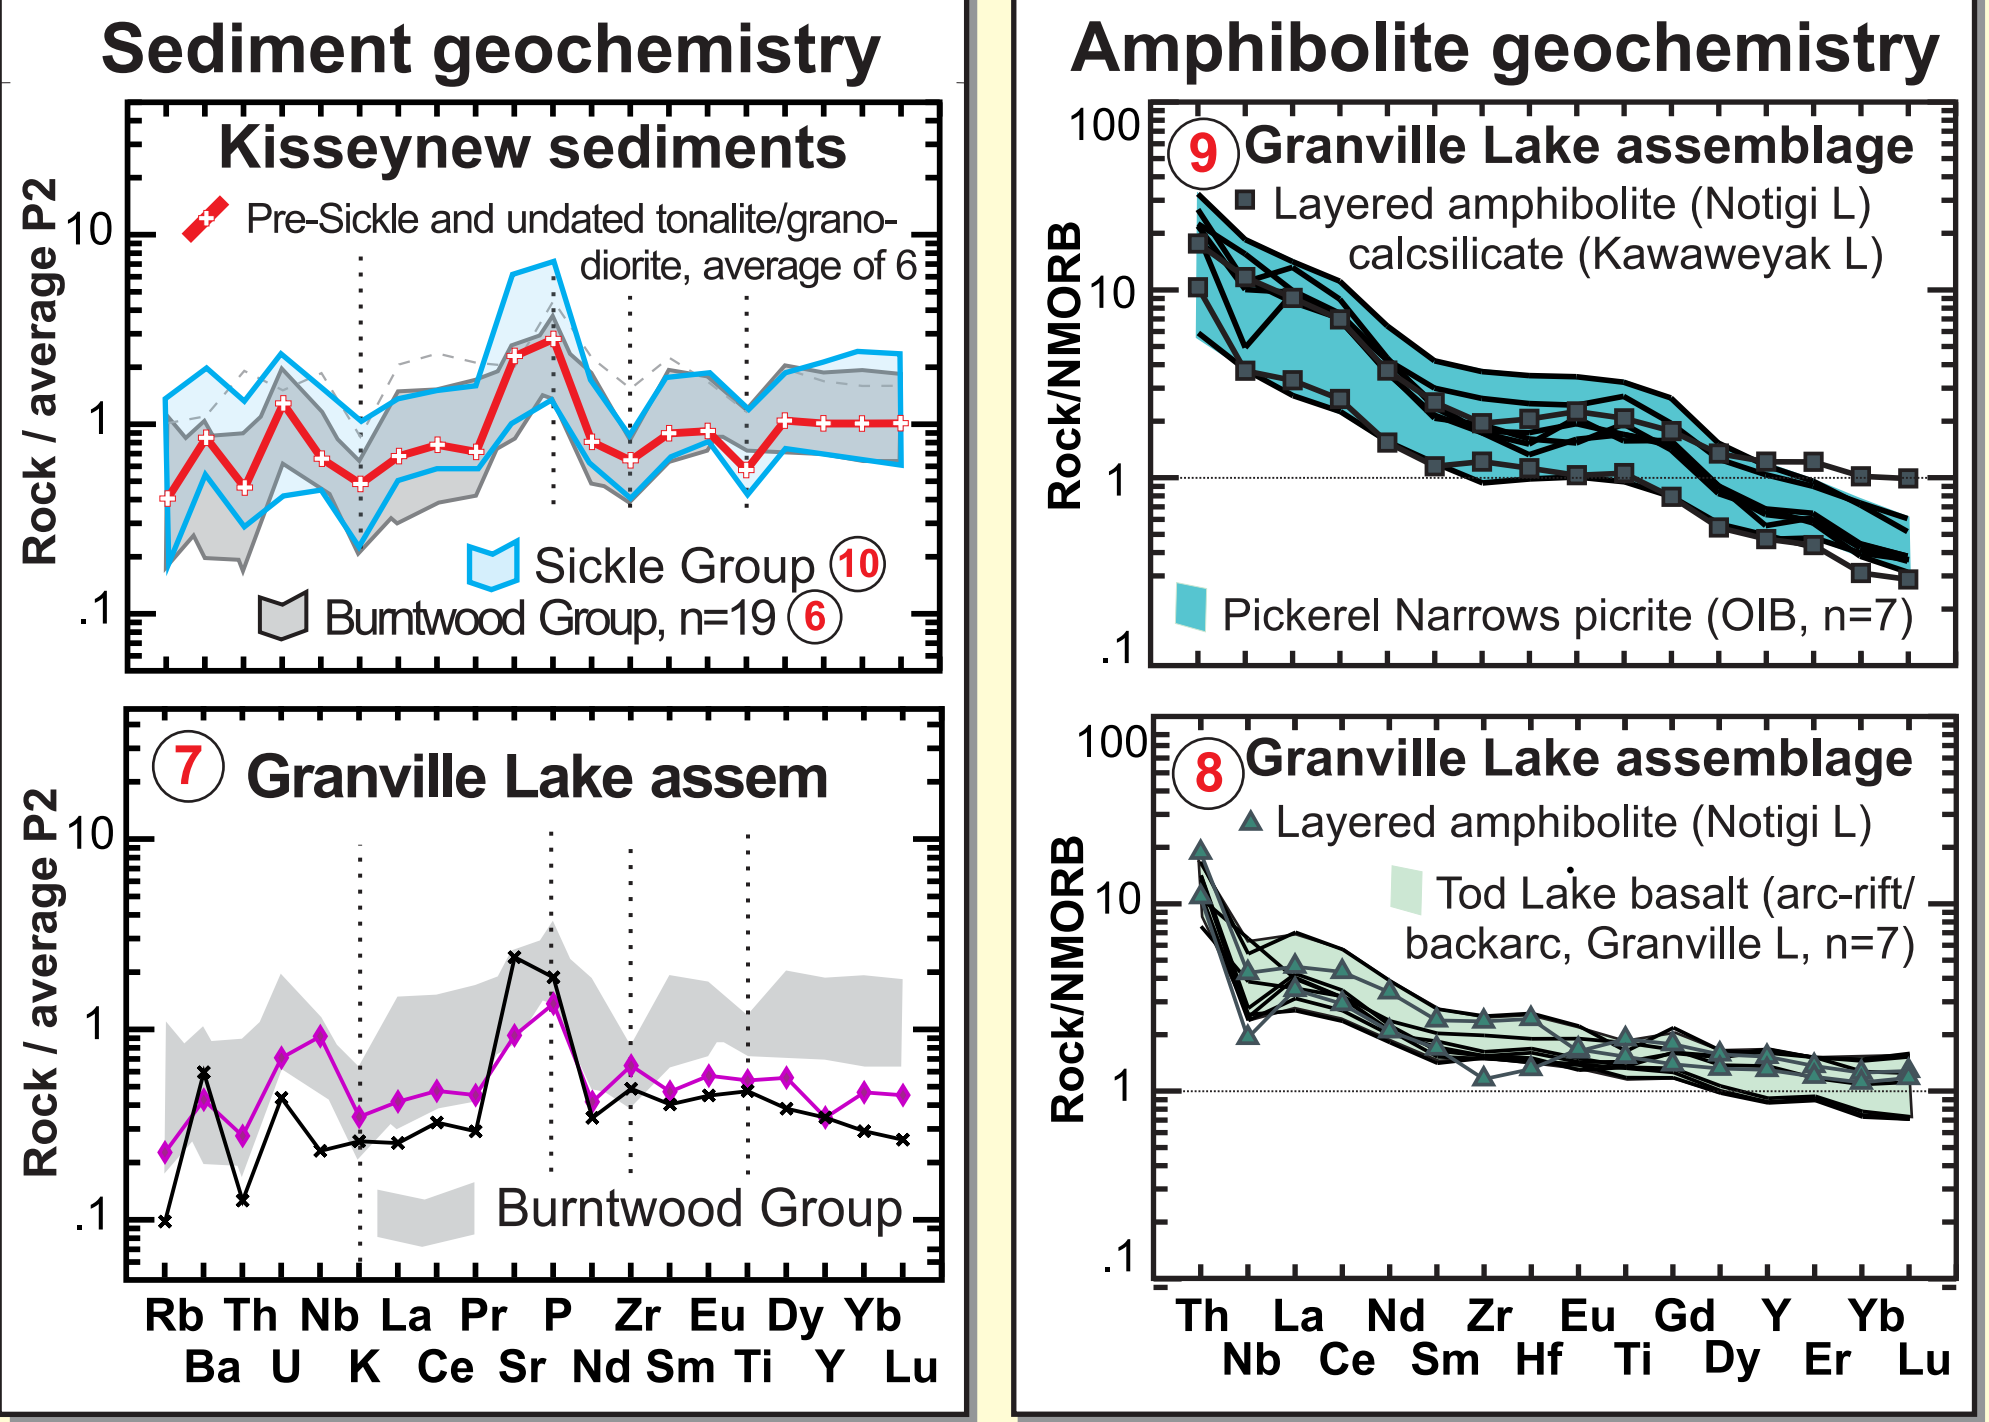 Sediment geochemistry
Kisseynew sediments
Pre-Sickle and undated tonalite/grano-
diorite, average of 6
Rock / average P2
10
1
.1
Sickle Group 10
Burntwood Group, n=19 6
7 Granville Lake assem
Rock / average P2
10
1
.1
Burntwood Group
Rb Th Nb La Pr P Zr Eu Dy Yb
Ba U K Ce Sr Nd Sm Ti Y Lu
Amphibolite geochemistry
9 Granville Lake assemblage
Layered amphibolite (Notigi L)
calcsilicate (Kawaweyak L)
Rock/NMORB
100
10
1
.1
Pickerel Narrows picrite (OIB, n=7)
8 Granville Lake assemblage
Layered amphibolite (Notigi L)
Tod Lake basalt (arc-rift/
backarc, Granville L, n=7)
Rock/NMORB
100
10
1
.1
Th La Nd Zr Eu Gd Y Yb
Nb Ce Sm Hf Ti Dy Er Lu